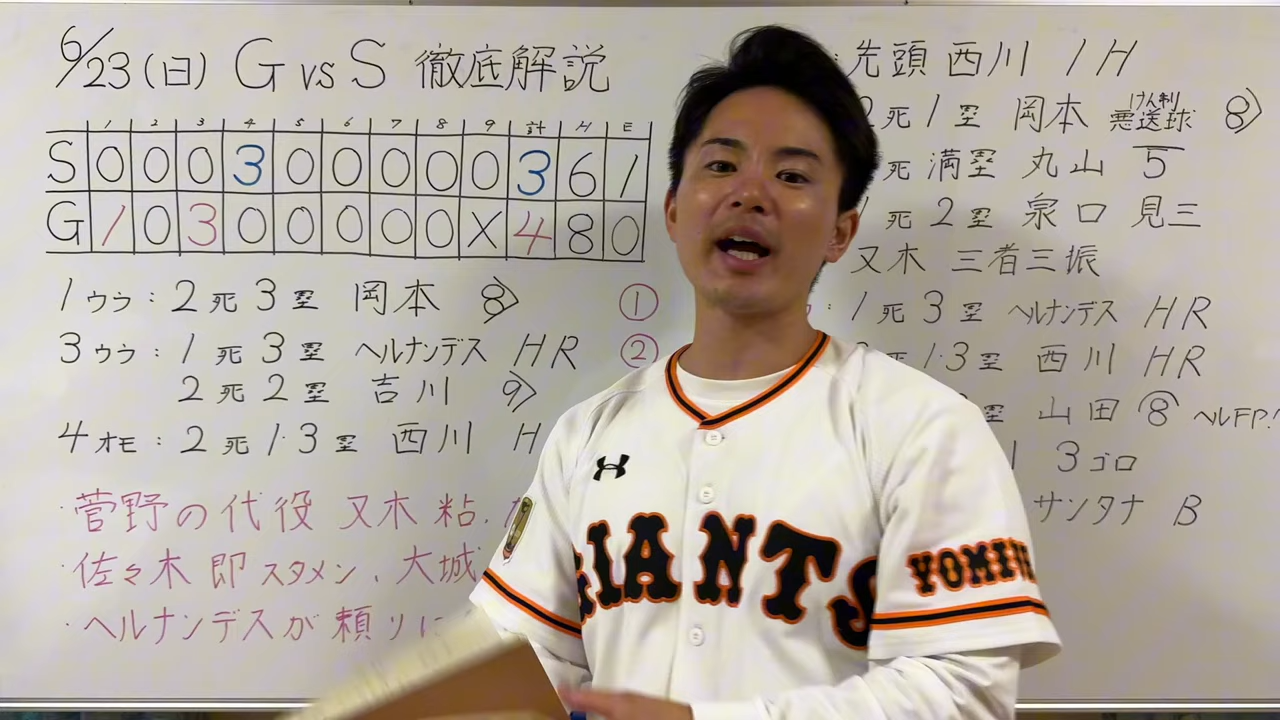 6/23(日) G vs S 徹底解説
1 2 3 4 5 6 7 8 9 計 H E
S 0 0 0 3 0 0 0 0 0 3 6 1
G 1 0 3 0 0 0 0 0 X 4 8 0
1ウラ: 2死3塁 岡本 8> ①
3ウラ: 1死3塁 ヘルナンデス HR ②
2死2塁 吉川 9>
4オモ: 2死1.3塁 西川 H
・菅野の代役 又木 粘.
・佐々木 即スタメン、大城
・ヘルナンデスが頼りに
: 先頭 西川 1H
死1塁 岡本 けん制悪送球 8>
死満塁 丸山 5
死2塁 泉口 見三
又木 三者三振
: 1死3塁 ヘルナンデス HR
1.3塁 西川 HR
塁 山田 ⑧ ヘルFP!
3ゴロ
サンタナ B
GIANTS
YOMIU